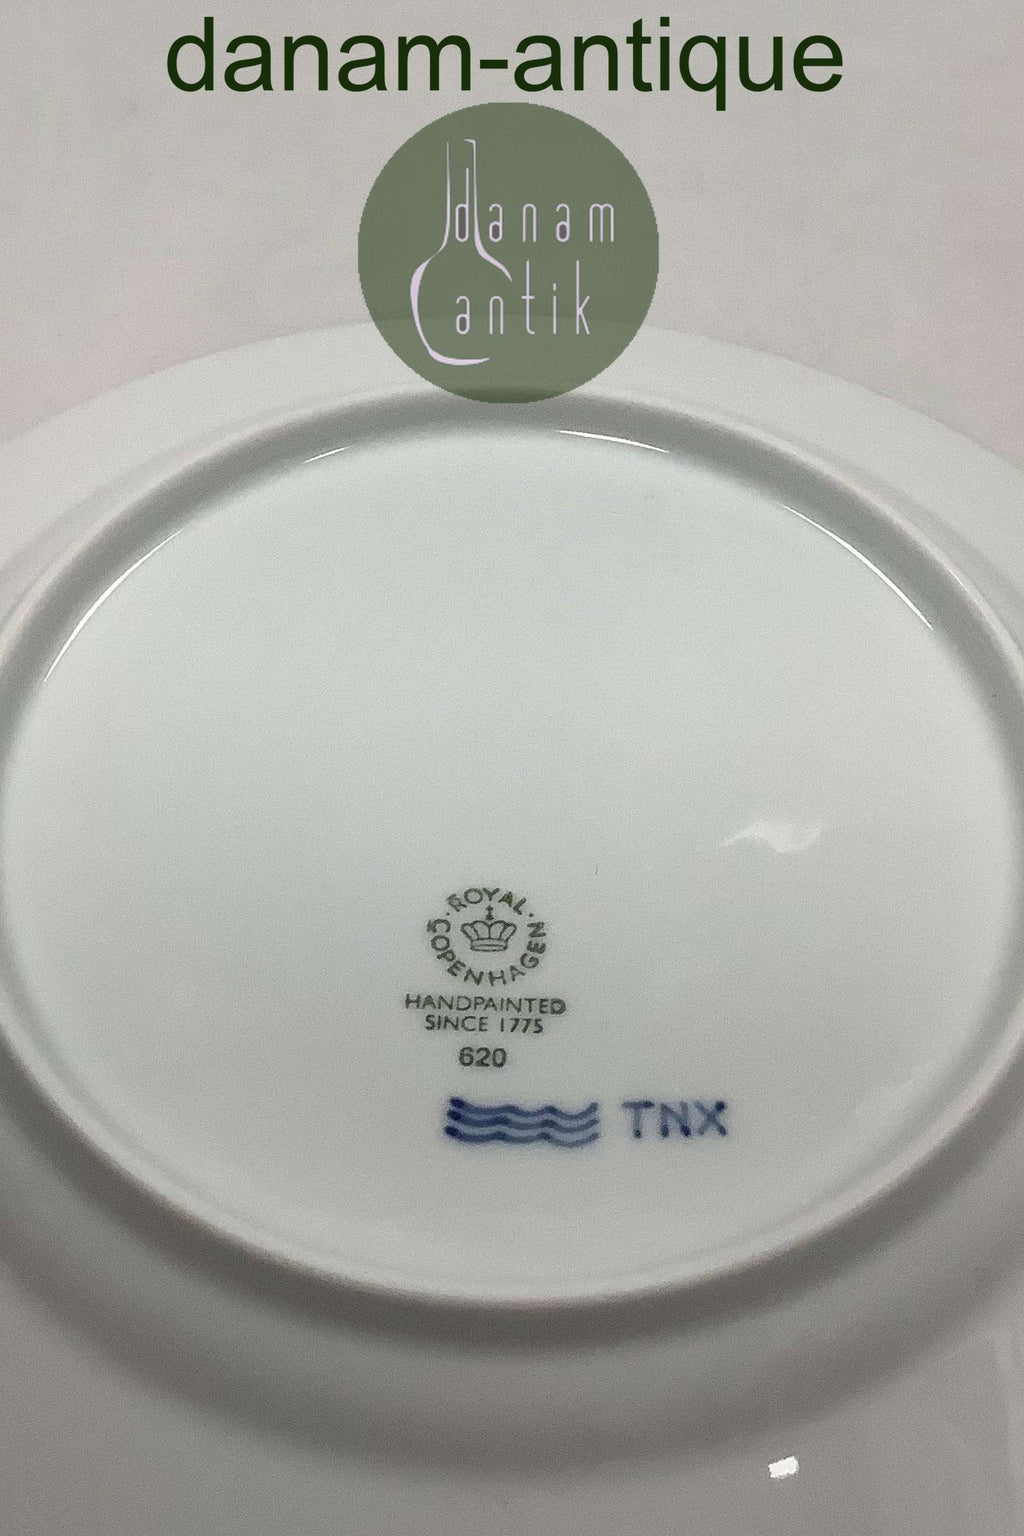 danam-antique
danam
antik
ROYAL
COPENHAGEN
HANDPAINTED
SINCE 1775
620
TNX